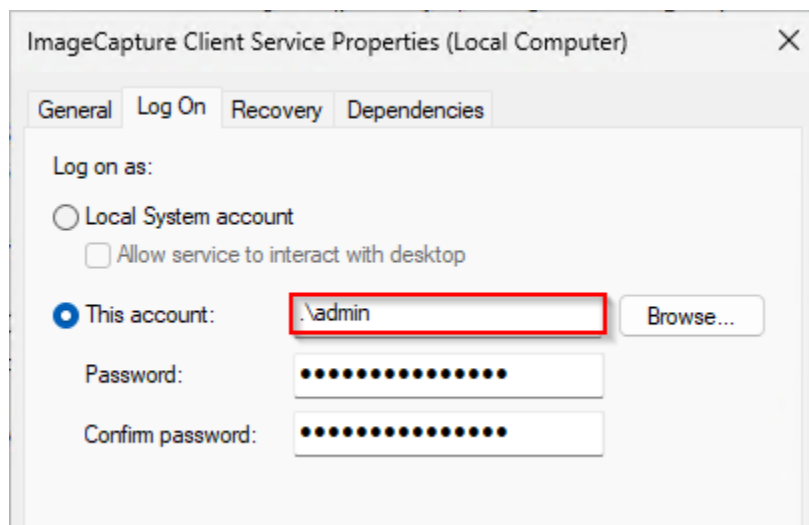 ImageCapture Client Service Properties (Local Computer)
General Log On Recovery Dependencies
Log on as:
Local System account
Allow service to interact with desktop
This account: .\admin Browse...
Password: •••••••••••••••
Confirm password: •••••••••••••••